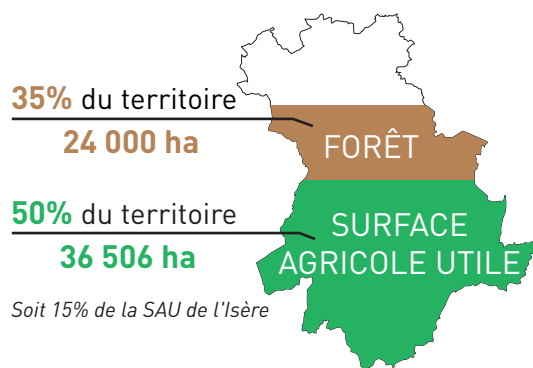 35% du territoire
24 000 ha
FORÊT
50% du territoire
36 506 ha
SURFACE
AGRICOLE UTILE
Soit 15% de la SAU de l'Isère